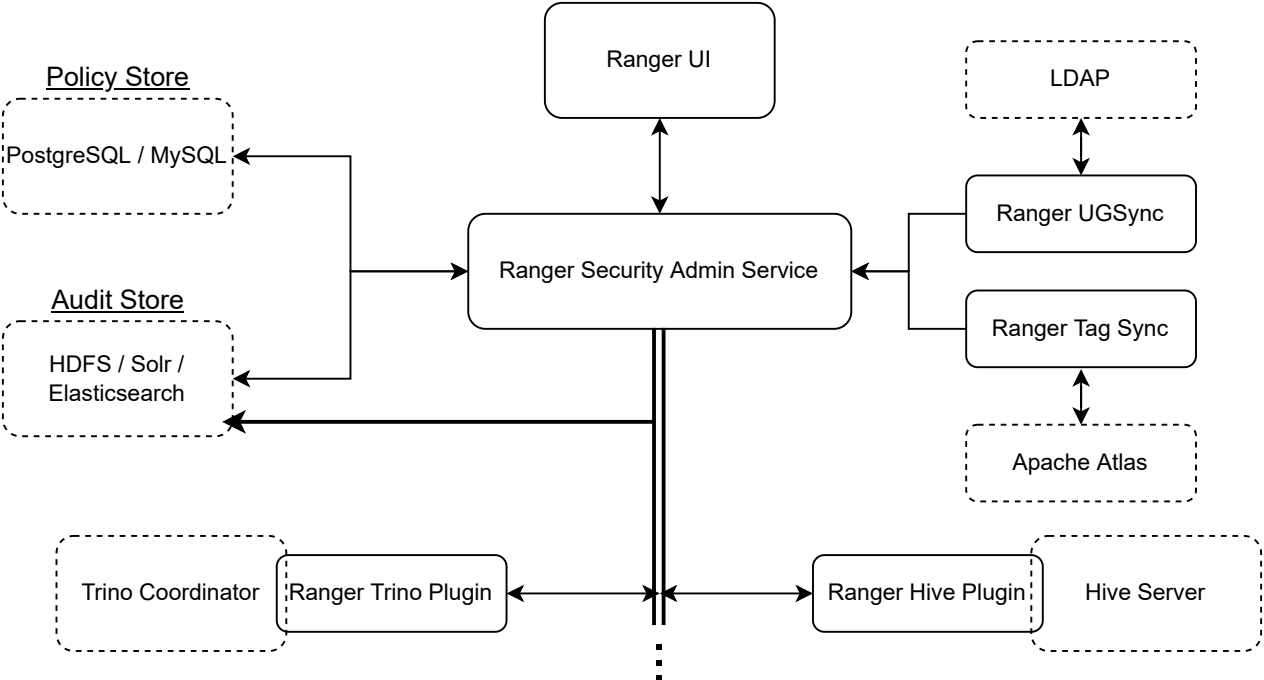 Ranger UI
Policy Store
LDAP
PostgreSQL / MySQL
Ranger UGSync
Ranger Security Admin Service
Audit Store
Ranger Tag Sync
HDFS / Solr /
Elasticsearch
Apache Atlas
Trino Coordinator
Ranger Trino Plugin
Ranger Hive Plugin
Hive Server